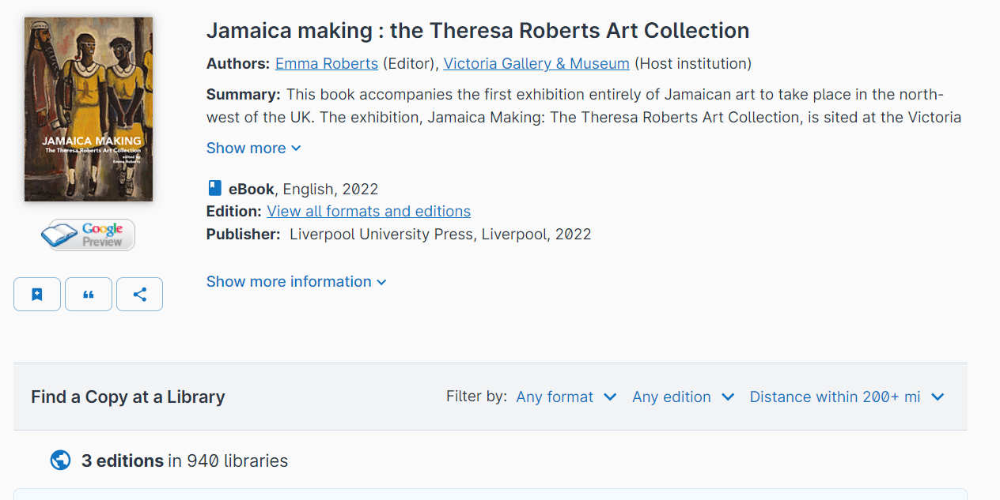 Jamaica making : the Theresa Roberts Art Collection
Authors: Emma Roberts (Editor), Victoria Gallery & Museum (Host institution)
Summary: This book accompanies the first exhibition entirely of Jamaican art to take place in the north-
west of the UK. The exhibition, Jamaica Making: The Theresa Roberts Art Collection, is sited at the Victoria
Show more
JAMAICA MAKING
The Theresa Roberts Art Collection
edited by
Emma Roberts
eBook, English, 2022
Edition: View all formats and editions
Publisher: Liverpool University Press, Liverpool, 2022
Google
Preview
Show more information
Find a Copy at a Library
Filter by: Any format Any edition Distance within 200+ mi
3 editions in 940 libraries